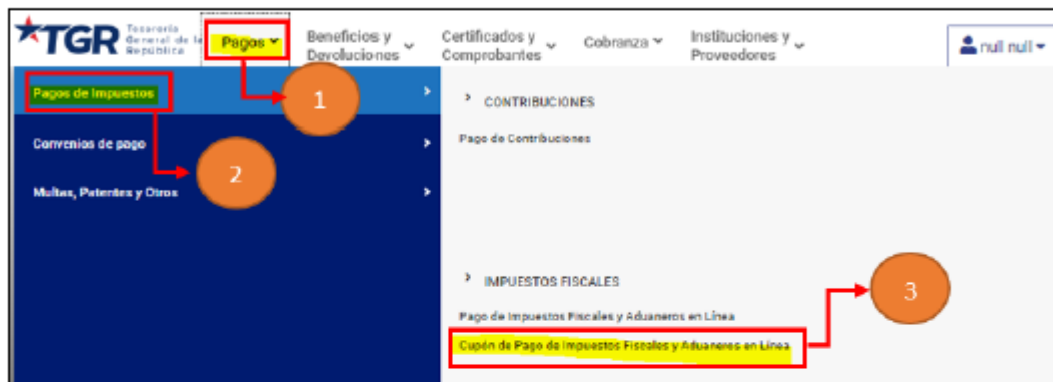 TGR
Tesorería
General de la
República
Pagos
Beneficios y
Devoluciones
Certificados y
Comprobantes
Cobranza
Instituciones y
Proveedores
null null
Pagos de Impuestos
1
CONTRIBUCIONES
Convenios de pago
Pago de Contribuciones
2
Multas, Patentes y Otros
IMPUESTOS FISCALES
3
Pago de Impuestos Fiscales y Aduaneros en Línea
Cupón de Pago de Impuestos Fiscales y Aduaneros en Línea